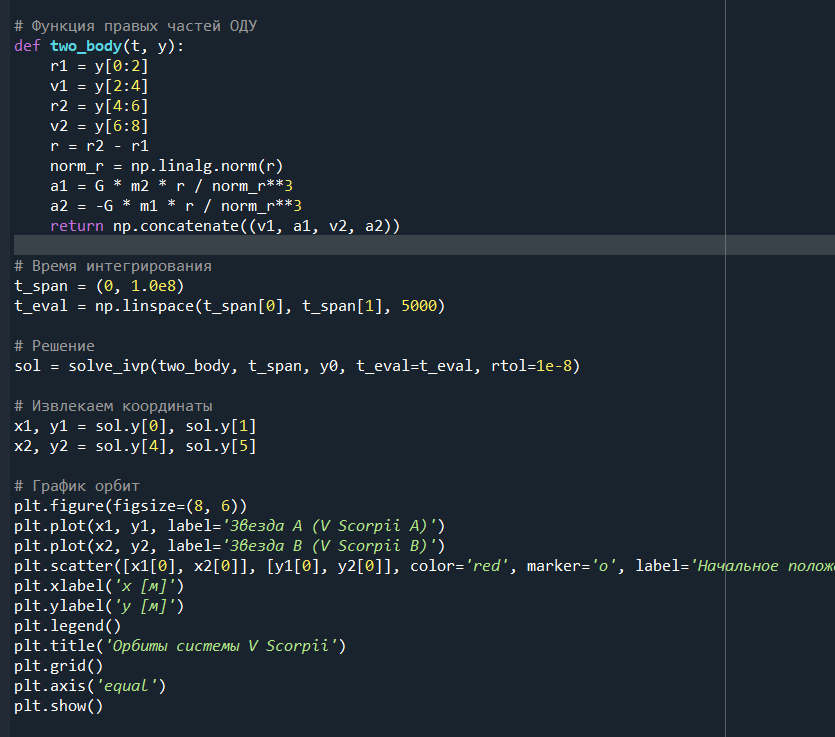 # Функция правых частей ОДУ
def two_body(t, y):
    r1 = y[0:2]
    v1 = y[2:4]
    r2 = y[4:6]
    v2 = y[6:8]
    r = r2 - r1
    norm_r = np.linalg.norm(r)
    a1 = G * m2 * r / norm_r**3
    a2 = -G * m1 * r / norm_r**3
    return np.concatenate((v1, a1, v2, a2))
# Время интегрирования
t_span = (0, 1.0e8)
t_eval = np.linspace(t_span[0], t_span[1], 5000)
# Решение
sol = solve_ivp(two_body, t_span, y0, t_eval=t_eval, rtol=1e-8)
# Извлекаем координаты
x1, y1 = sol.y[0], sol.y[1]
x2, y2 = sol.y[4], sol.y[5]
# График орбит
plt.figure(figsize=(8, 6))
plt.plot(x1, y1, label='Звезда A (V Scorpii A)')
plt.plot(x2, y2, label='Звезда B (V Scorpii B)')
plt.scatter([x1[0], x2[0]], [y1[0], y2[0]], color='red', marker='o', label='Начальное
plt.xlabel('x [м]')
plt.ylabel('y [м]')
plt.legend()
plt.title('Орбиты системы V Scorpii')
plt.grid()
plt.axis('equal')
plt.show()